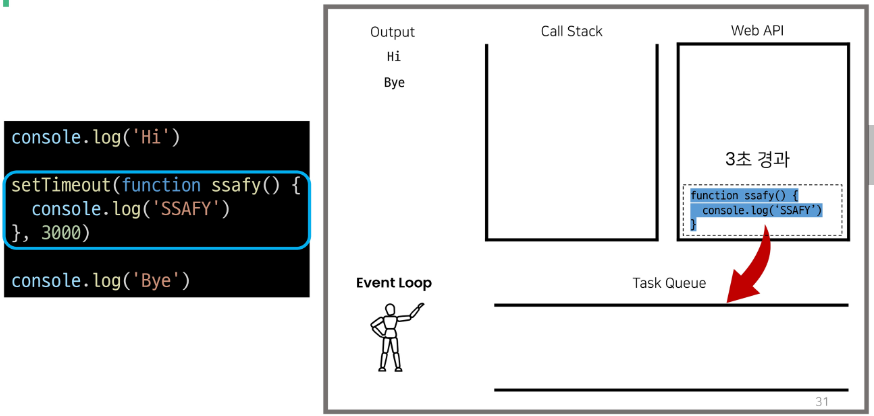 console.log('Hi')
setTimeout(function ssafy() {
  console.log('SSAFY')
}, 3000)
console.log('Bye')
Output
Hi
Bye
Call Stack
Web API
3초 경과
function ssafy() {
  console.log('SSAFY')
}
Event Loop
Task Queue
31